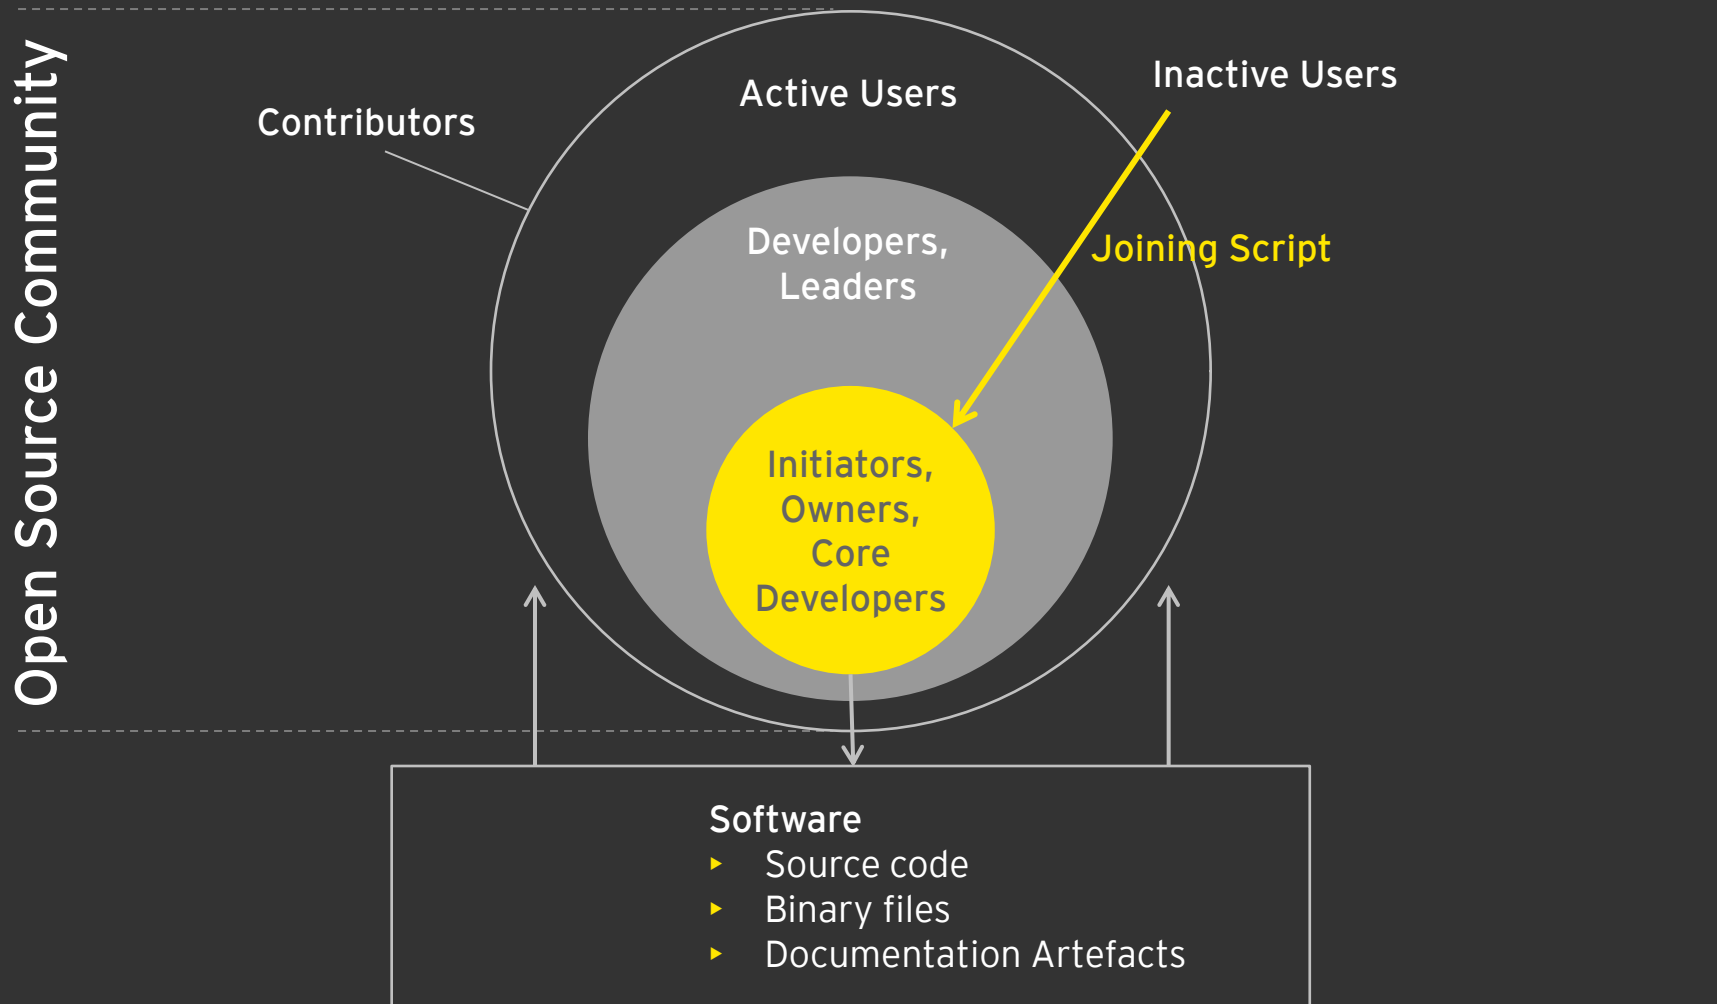 Open Source Community
Contributors
Active Users
Inactive Users
Joining Script
Developers,
Leaders
Initiators,
Owners,
Core
Developers
Software
Source code
Binary files
Documentation Artefacts